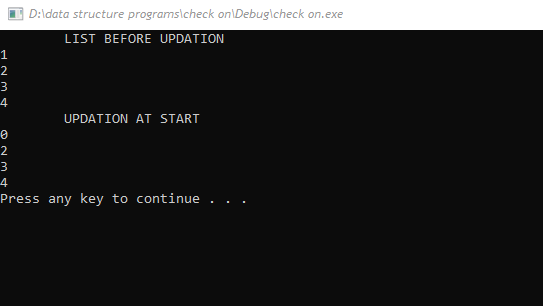 D:\data structure programs\check on\Debug\check on.exe
LIST BEFORE UPDATION
1
2
3
4
UPDATION AT START
0
2
3
4
Press any key to continue . . .